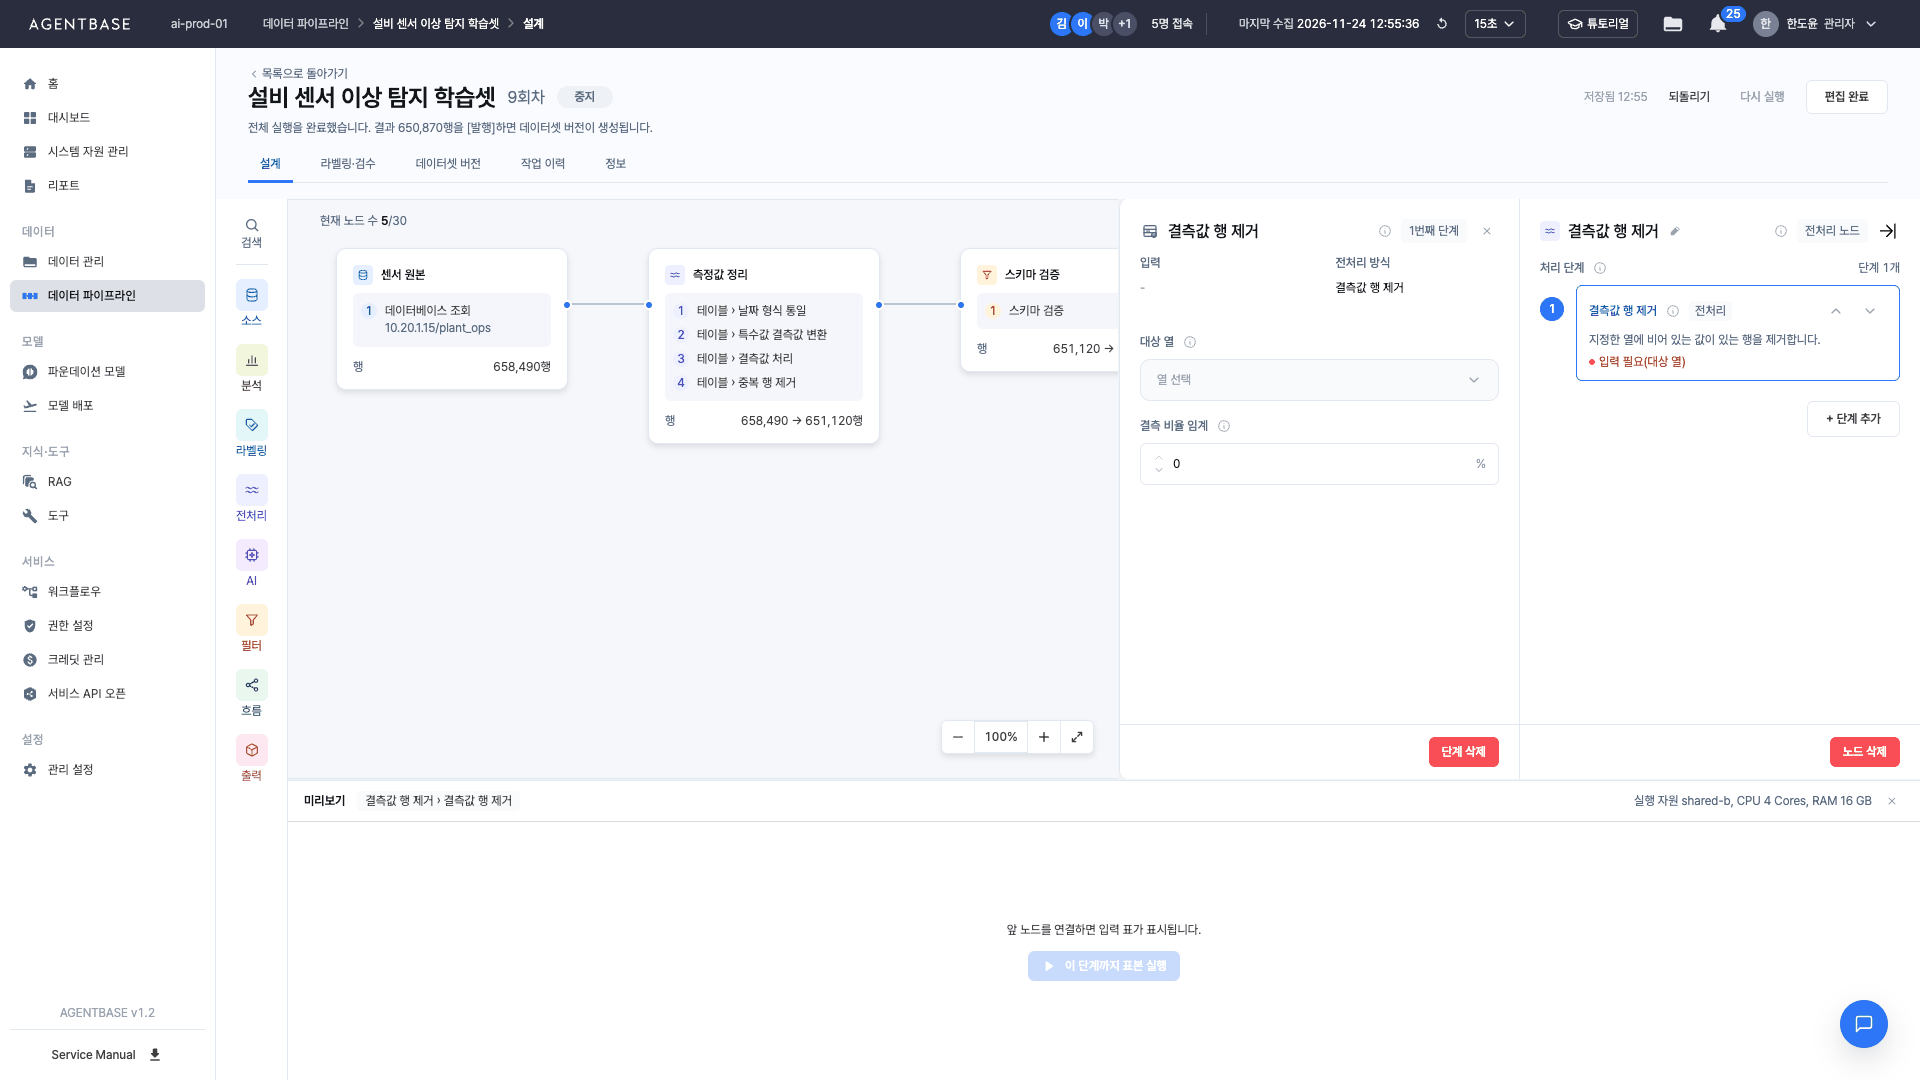 AGENTBASE
ai-prod-01
데이터 파이프라인 > 설비 센서 이상 탐지 학습셋 > 설계
김 이 박 +1 5명 접속
마지막 수집 2026-11-24 12:55:36
15초
튜토리얼
25
한 한도윤 관리자
홈
대시보드
시스템 자원 관리
리포트
데이터
데이터 관리
데이터 파이프라인
모델
파운데이션 모델
모델 배포
지식·도구
RAG
도구
서비스
워크플로우
권한 설정
크레딧 관리
서비스 API 오픈
설정
관리 설정
AGENTBASE v1.2
Service Manual
목록으로 돌아가기
설비 센서 이상 탐지 학습셋 9회차 중지
전체 실행을 완료했습니다. 결과 650,870행을 [발행]하면 데이터셋 버전이 생성됩니다.
저장됨 12:55 되돌리기 다시 실행 편집 완료
설계 라벨링·검수 데이터셋 버전 작업 이력 정보
검색
소스
분석
라벨링
전처리
AI
필터
흐름
출력
현재 노드 수 5/30
센서 원본
1 데이터베이스 조회
10.20.1.15/plant_ops
행 658,490행
측정값 정리
1 테이블 › 날짜 형식 통일
2 테이블 › 특수값 결측값 변환
3 테이블 › 결측값 처리
4 테이블 › 중복 행 제거
행 658,490 → 651,120행
스키마 검증
1 스키마 검증
행 651,120 →
100%
결측값 행 제거 1번째 단계
입력 전처리 방식
- 결측값 행 제거
대상 열
열 선택
결측 비율 임계
0 %
단계 삭제
결측값 행 제거 전처리 노드
처리 단계 단계 1개
1 결측값 행 제거 전처리
지정한 열에 비어 있는 값이 있는 행을 제거합니다.
입력 필요(대상 열)
+ 단계 추가
노드 삭제
미리보기 결측값 행 제거 › 결측값 행 제거
실행 자원 shared-b, CPU 4 Cores, RAM 16 GB
앞 노드를 연결하면 입력 표가 표시됩니다.
이 단계까지 표본 실행